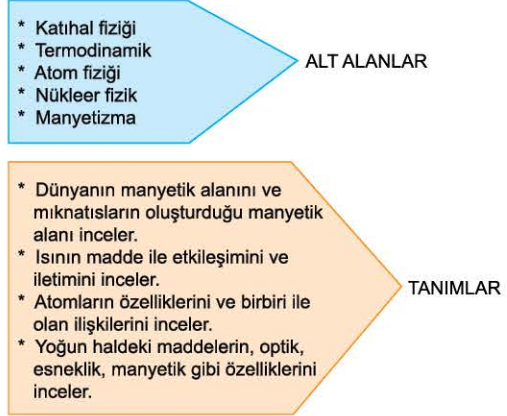 * Katıhal fiziği
* Termodinamik
* Atom fiziği
* Nükleer fizik
* Manyetizma
ALT ALANLAR
* Dünyanın manyetik alanını ve
mıknatısların oluşturduğu manyetik
alanı inceler.
* Isının madde ile etkileşimini ve
iletimini inceler.
* Atomların özelliklerini ve birbiri ile
olan ilişkilerini inceler.
* Yoğun haldeki maddelerin, optik,
esneklik, manyetik gibi özelliklerini
inceler.
TANIMLAR